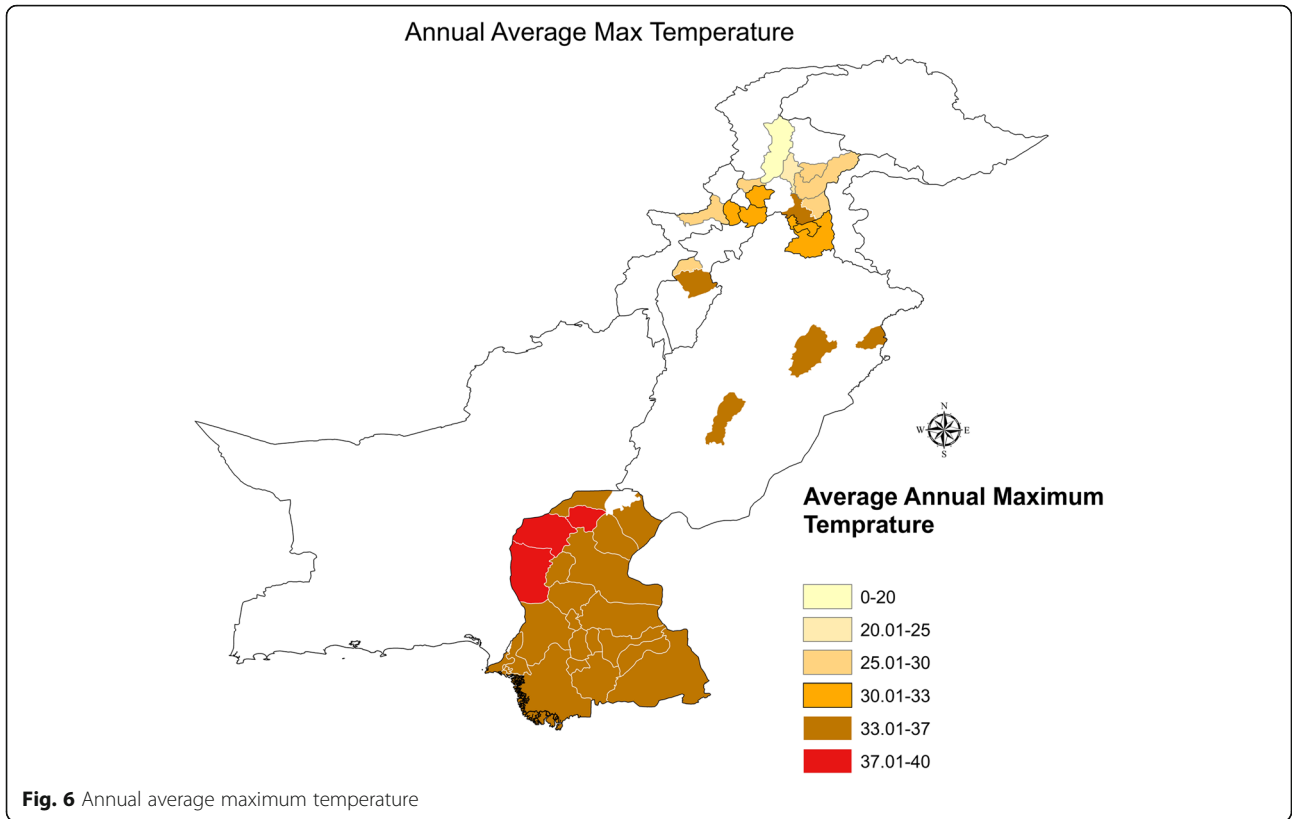 Annual Average Max Temperature
N
W E
S
Average Annual Maximum
Temprature
0-20
20.01-25
25.01-30
30.01-33
33.01-37
37.01-40
Fig. 6 Annual average maximum temperature